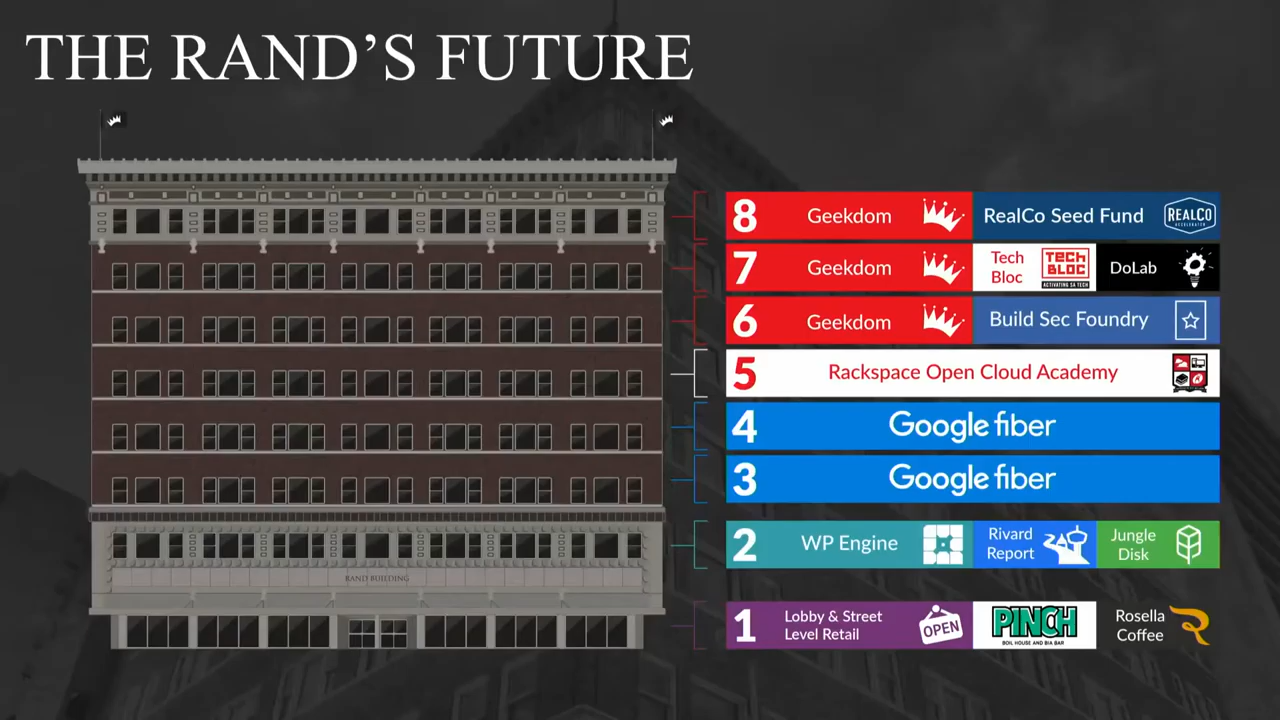 THE RAND'S FUTURE
8 Geekdom RealCo Seed Fund REALCO ACCELERATOR
7 Geekdom Tech Bloc TECH BLOC ACTIVATING SA TECH DoLab
6 Geekdom Build Sec Foundry
5 Rackspace Open Cloud Academy
4 Google fiber
3 Google fiber
2 WP Engine Rivard Report Jungle Disk
RAND BUILDING
1 Lobby & Street Level Retail OPEN PINCH BOIL HOUSE AND BIA BAR Rosella Coffee